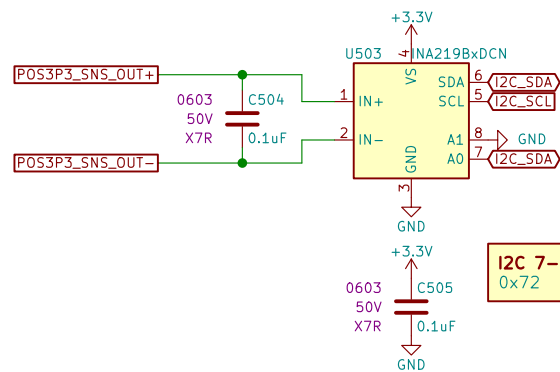 +3.3V
U503
INA219BxDCN
4
VS
POS3P3_SNS_OUT+
6
SDA
I2C_SDA
0603
C504
1
IN+
5
SCL
I2C_SCL
50V
X7R
0.1uF
2
IN-
A1
8
GND
POS3P3_SNS_OUT-
GND
A0
7
I2C_SDA
3
GND
+3.3V
I2C 7-
0x72
0603
C505
50V
X7R
0.1uF
GND